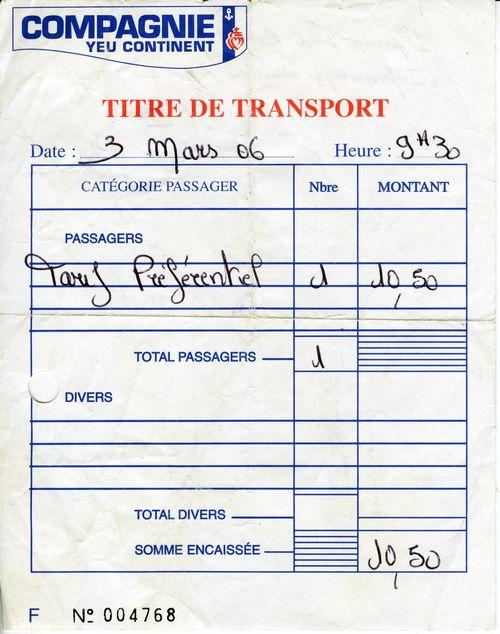 COMPAGNIE
YEU CONTINENT
TITRE DE TRANSPORT
Date : 3 Mars 06 Heure : 9H30
CATÉGORIE PASSAGER Nbre MONTANT
PASSAGERS
Tarif Préférentiel 1 10,50
TOTAL PASSAGERS 1
DIVERS
TOTAL DIVERS
SOMME ENCAISSÉE 10,50
F Nº 004768